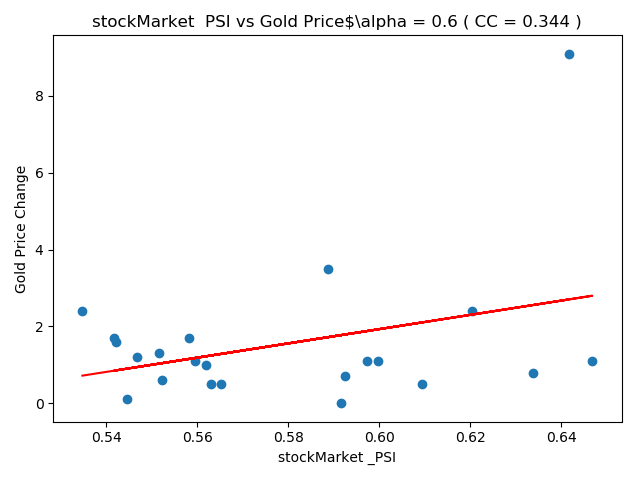 stockMarket  PSI vs Gold Price$\alpha = 0.6 ( CC = 0.344 )
Gold Price Change
8
6
4
2
0
0.54 0.56 0.58 0.60 0.62 0.64
stockMarket _PSI